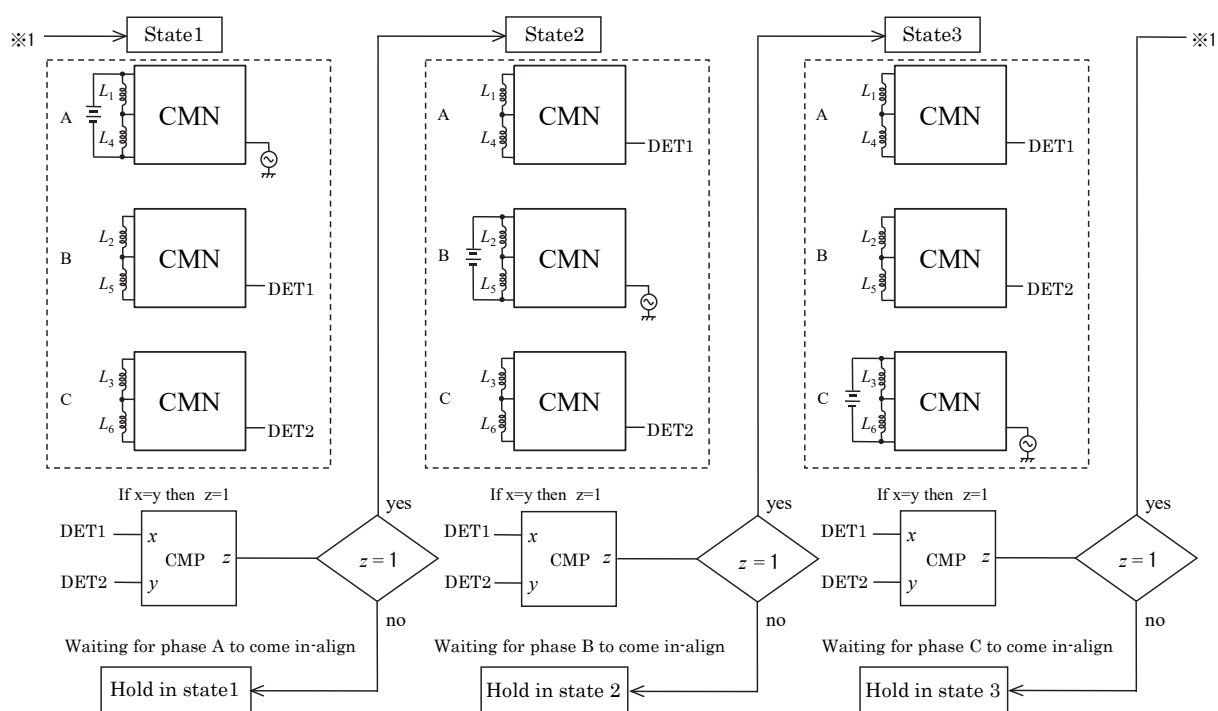 ※1
State1
State2
State3
※1
A
L1
L4
CMN
B
L2
L5
CMN
DET1
C
L3
L6
CMN
DET2
A
L1
L4
CMN
DET1
B
L2
L5
CMN
C
L3
L6
CMN
DET2
A
L1
L4
CMN
DET1
B
L2
L5
CMN
DET2
C
L3
L6
CMN
If x=y then z=1
DET1
x
CMP
z
DET2
y
z = 1
yes
no
If x=y then z=1
DET1
x
CMP
z
DET2
y
z = 1
yes
no
If x=y then z=1
DET1
x
CMP
z
DET2
y
z = 1
yes
no
Waiting for phase A to come in-align
Waiting for phase B to come in-align
Waiting for phase C to come in-align
Hold in state1
Hold in state 2
Hold in state 3